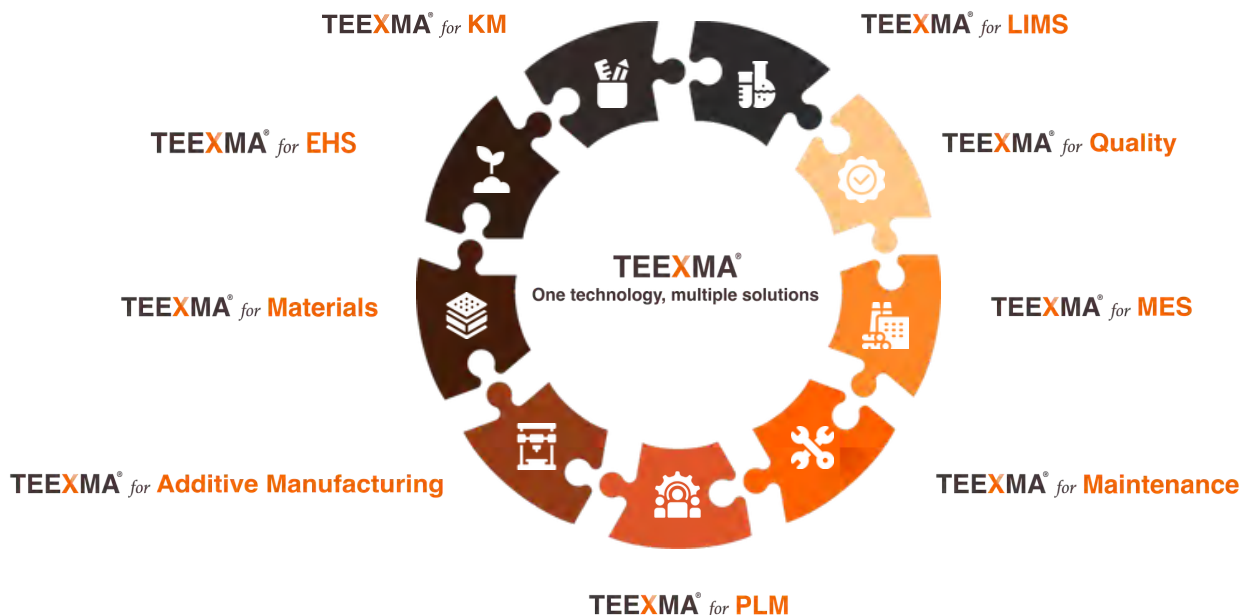 TEEXMA® for KM
TEEXMA® for LIMS
TEEXMA® for EHS
TEEXMA® for Quality
TEEXMA®
One technology, multiple solutions
TEEXMA® for Materials
TEEXMA® for MES
TEEXMA® for Additive Manufacturing
TEEXMA® for Maintenance
TEEXMA® for PLM